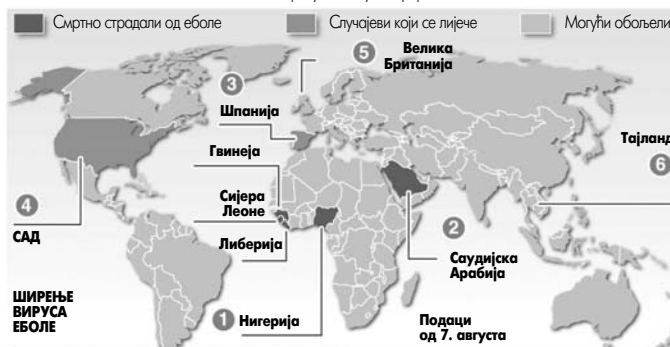 Смртно страдали од еболе
Случајеви који се лијече
Могући обољели
5
Велика
Британија
3
Шпанија
Тајланд
6
Гвинеја
4
САД
Сијера
Леоне
2
Либерија
Саудијска
Арабија
ШИРЕЊЕ
ВИРУСА
ЕБОЛЕ
1
Нигерија
Подаци
од 7. августа